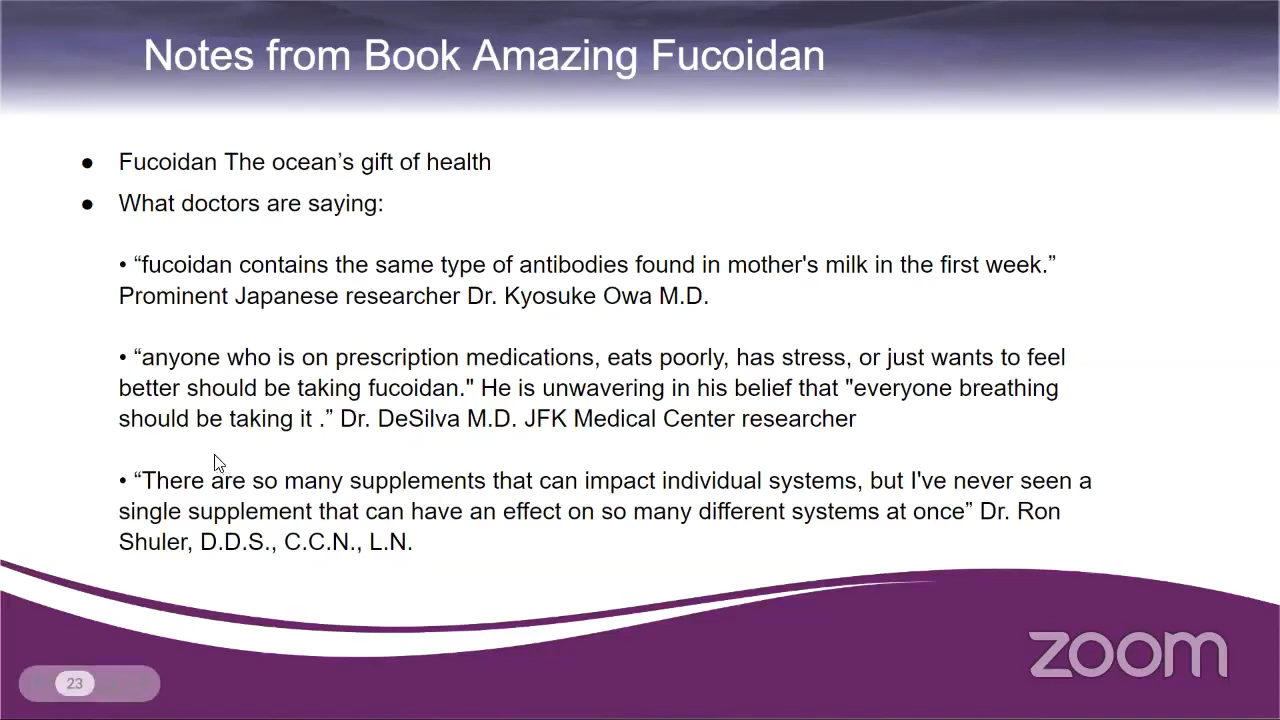 Notes from Book Amazing Fucoidan
● Fucoidan The ocean’s gift of health
● What doctors are saying:
• “fucoidan contains the same type of antibodies found in mother's milk in the first week.”
Prominent Japanese researcher Dr. Kyosuke Owa M.D.
• “anyone who is on prescription medications, eats poorly, has stress, or just wants to feel
better should be taking fucoidan." He is unwavering in his belief that "everyone breathing
should be taking it .” Dr. DeSilva M.D. JFK Medical Center researcher
• “There are so many supplements that can impact individual systems, but I've never seen a
single supplement that can have an effect on so many different systems at once” Dr. Ron
Shuler, D.D.S., C.C.N., L.N.
zoom
23